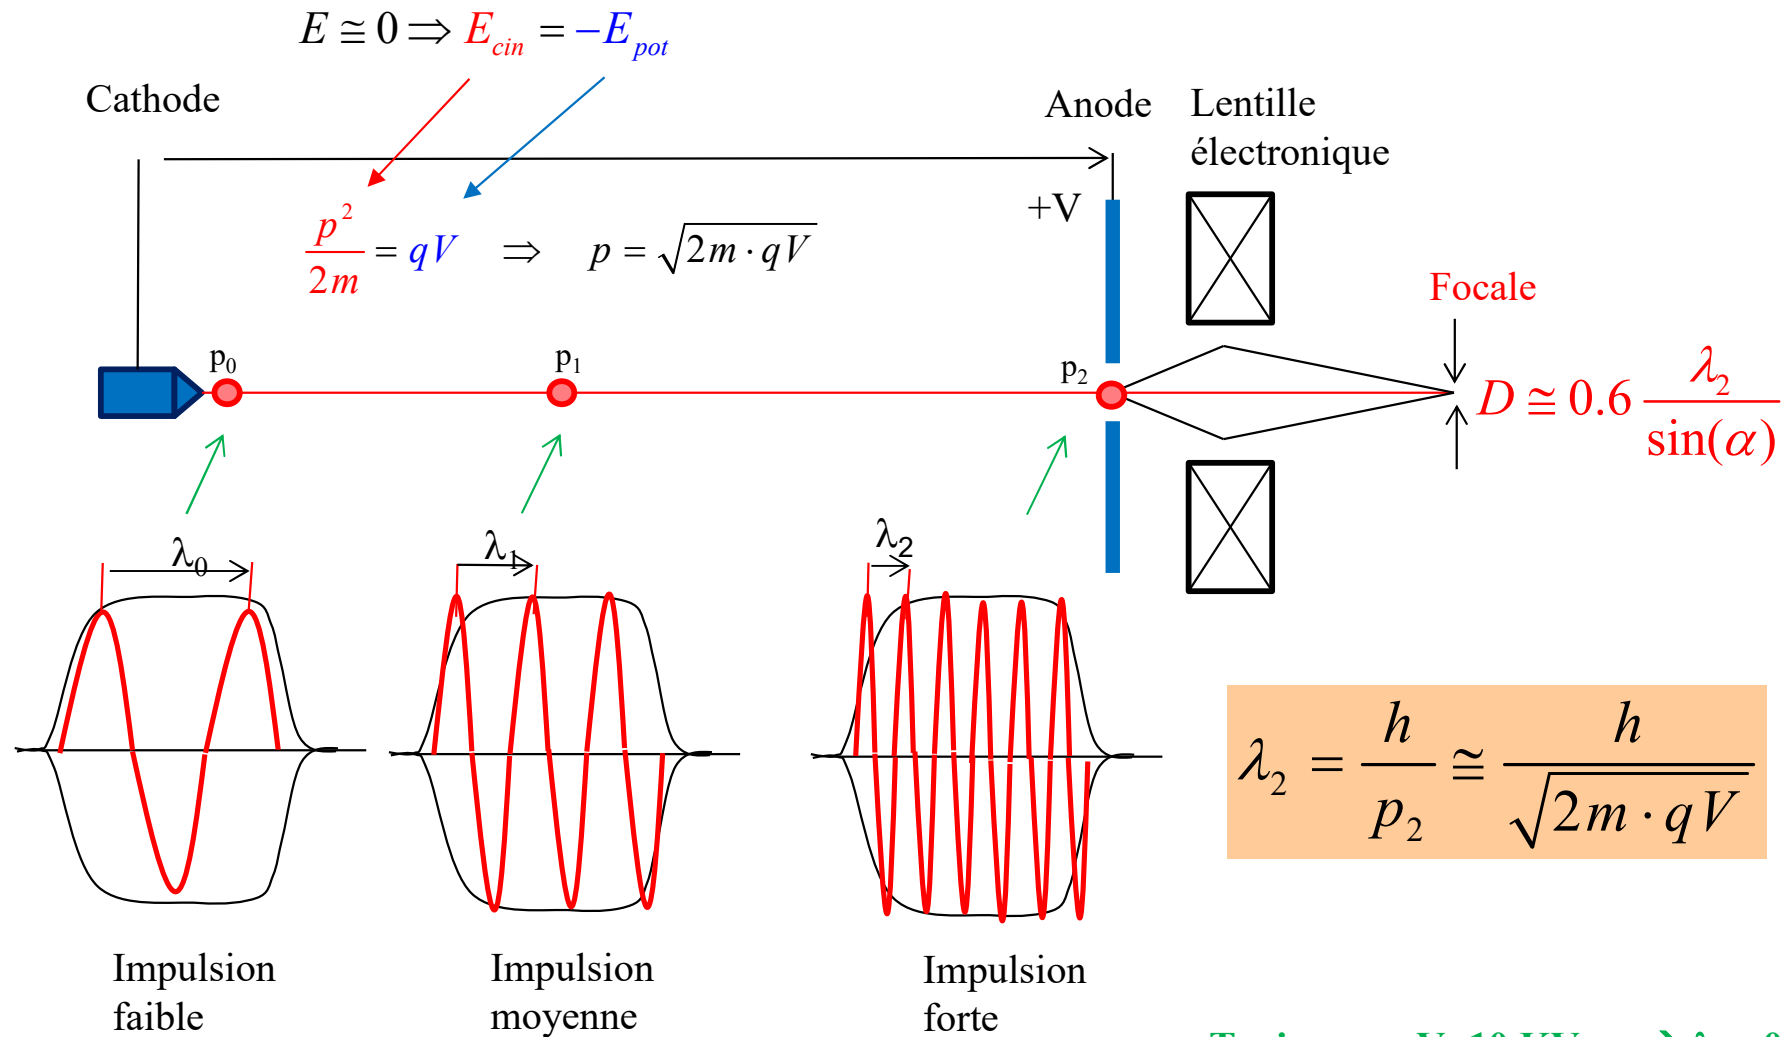 E ≅ 0 ⇒ E_cin = −E_pot
Cathode
Anode
Lentille
électronique
+V
p²/2m = qV ⇒ p = √(2m · qV)
Focale
p₀
p₁
p₂
D ≅ 0.6 λ₂/sin(α)
λ₀
λ₁
λ₂
λ₂ = h/p₂ ≅ h/√(2m · qV)
Impulsion
faible
Impulsion
moyenne
Impulsion
forte